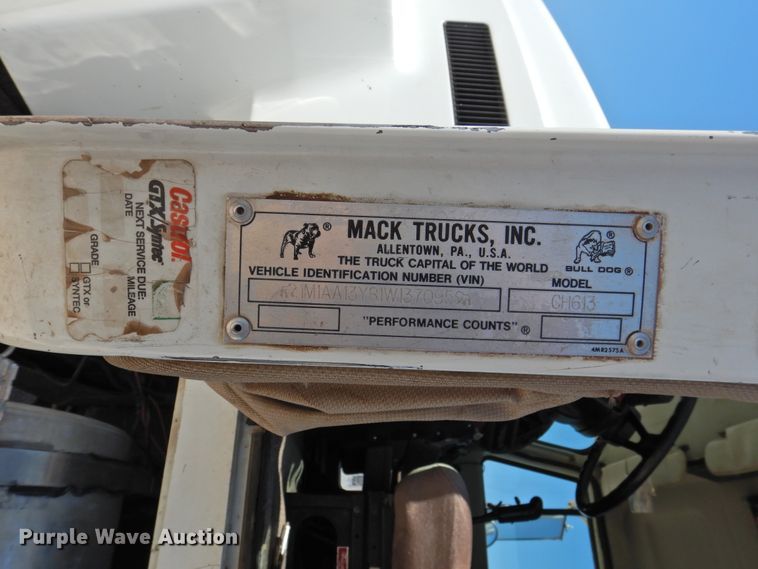 MACK TRUCKS, INC.
ALLENTOWN, PA., U.S.A.
THE TRUCK CAPITAL OF THE WORLD
VEHICLE IDENTIFICATION NUMBER (VIN)
MODEL
CH613
"PERFORMANCE COUNTS" ®
BULL DOG ®
4MR2575A
Castrol
GTX/Syntec
NEXT SERVICE DUE:
DATE
MILEAGE
GRADE
GTX or
SYNTEC
Purple Wave Auction